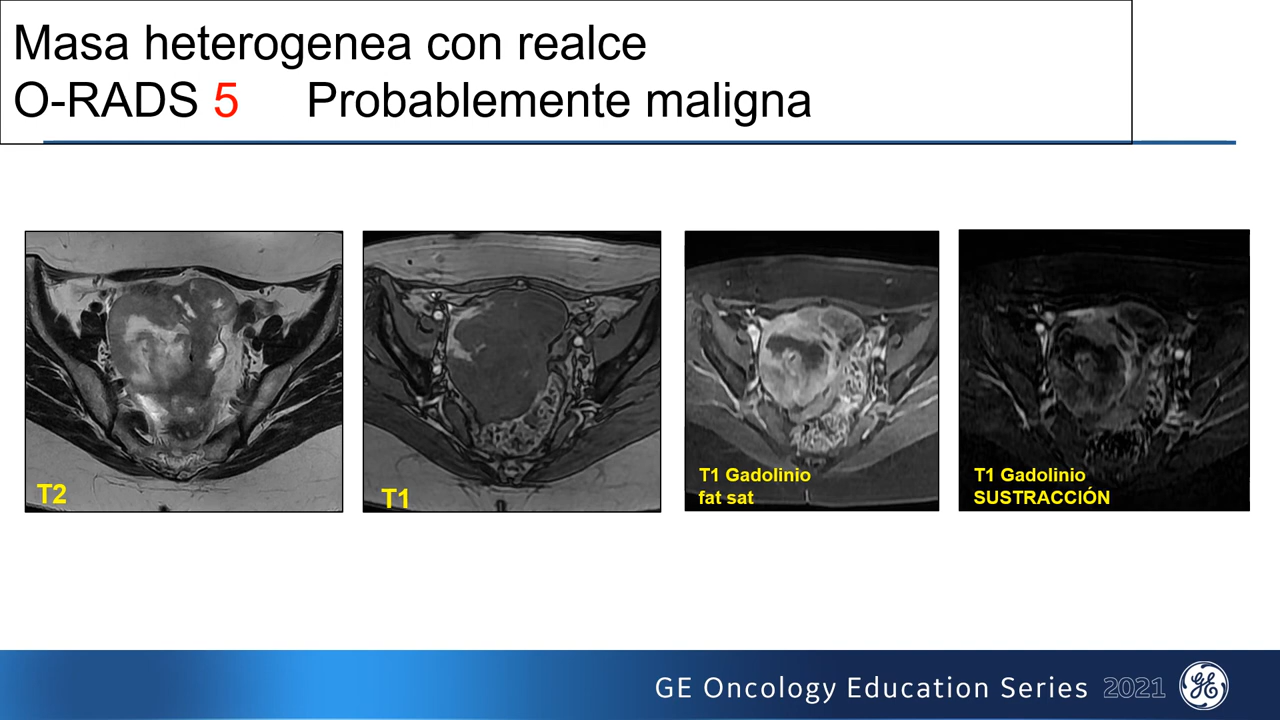 Masa heterogenea con realce
O-RADS 5 Probablemente maligna
T2
T1
T1 Gadolinio
fat sat
T1 Gadolinio
SUSTRACCIÓN
GE Oncology Education Series 2021